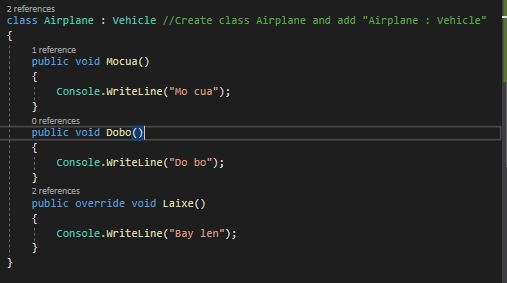 2 references
class Airplane : Vehicle //Create class Airplane and add "Airplane : Vehicle"
{
1 reference
public void Mocua()
{
Console.WriteLine("Mo cua");
}
0 references
public void Dobo()
{
Console.WriteLine("Do bo");
}
2 references
public override void Laixe()
{
Console.WriteLine("Bay len");
}
}